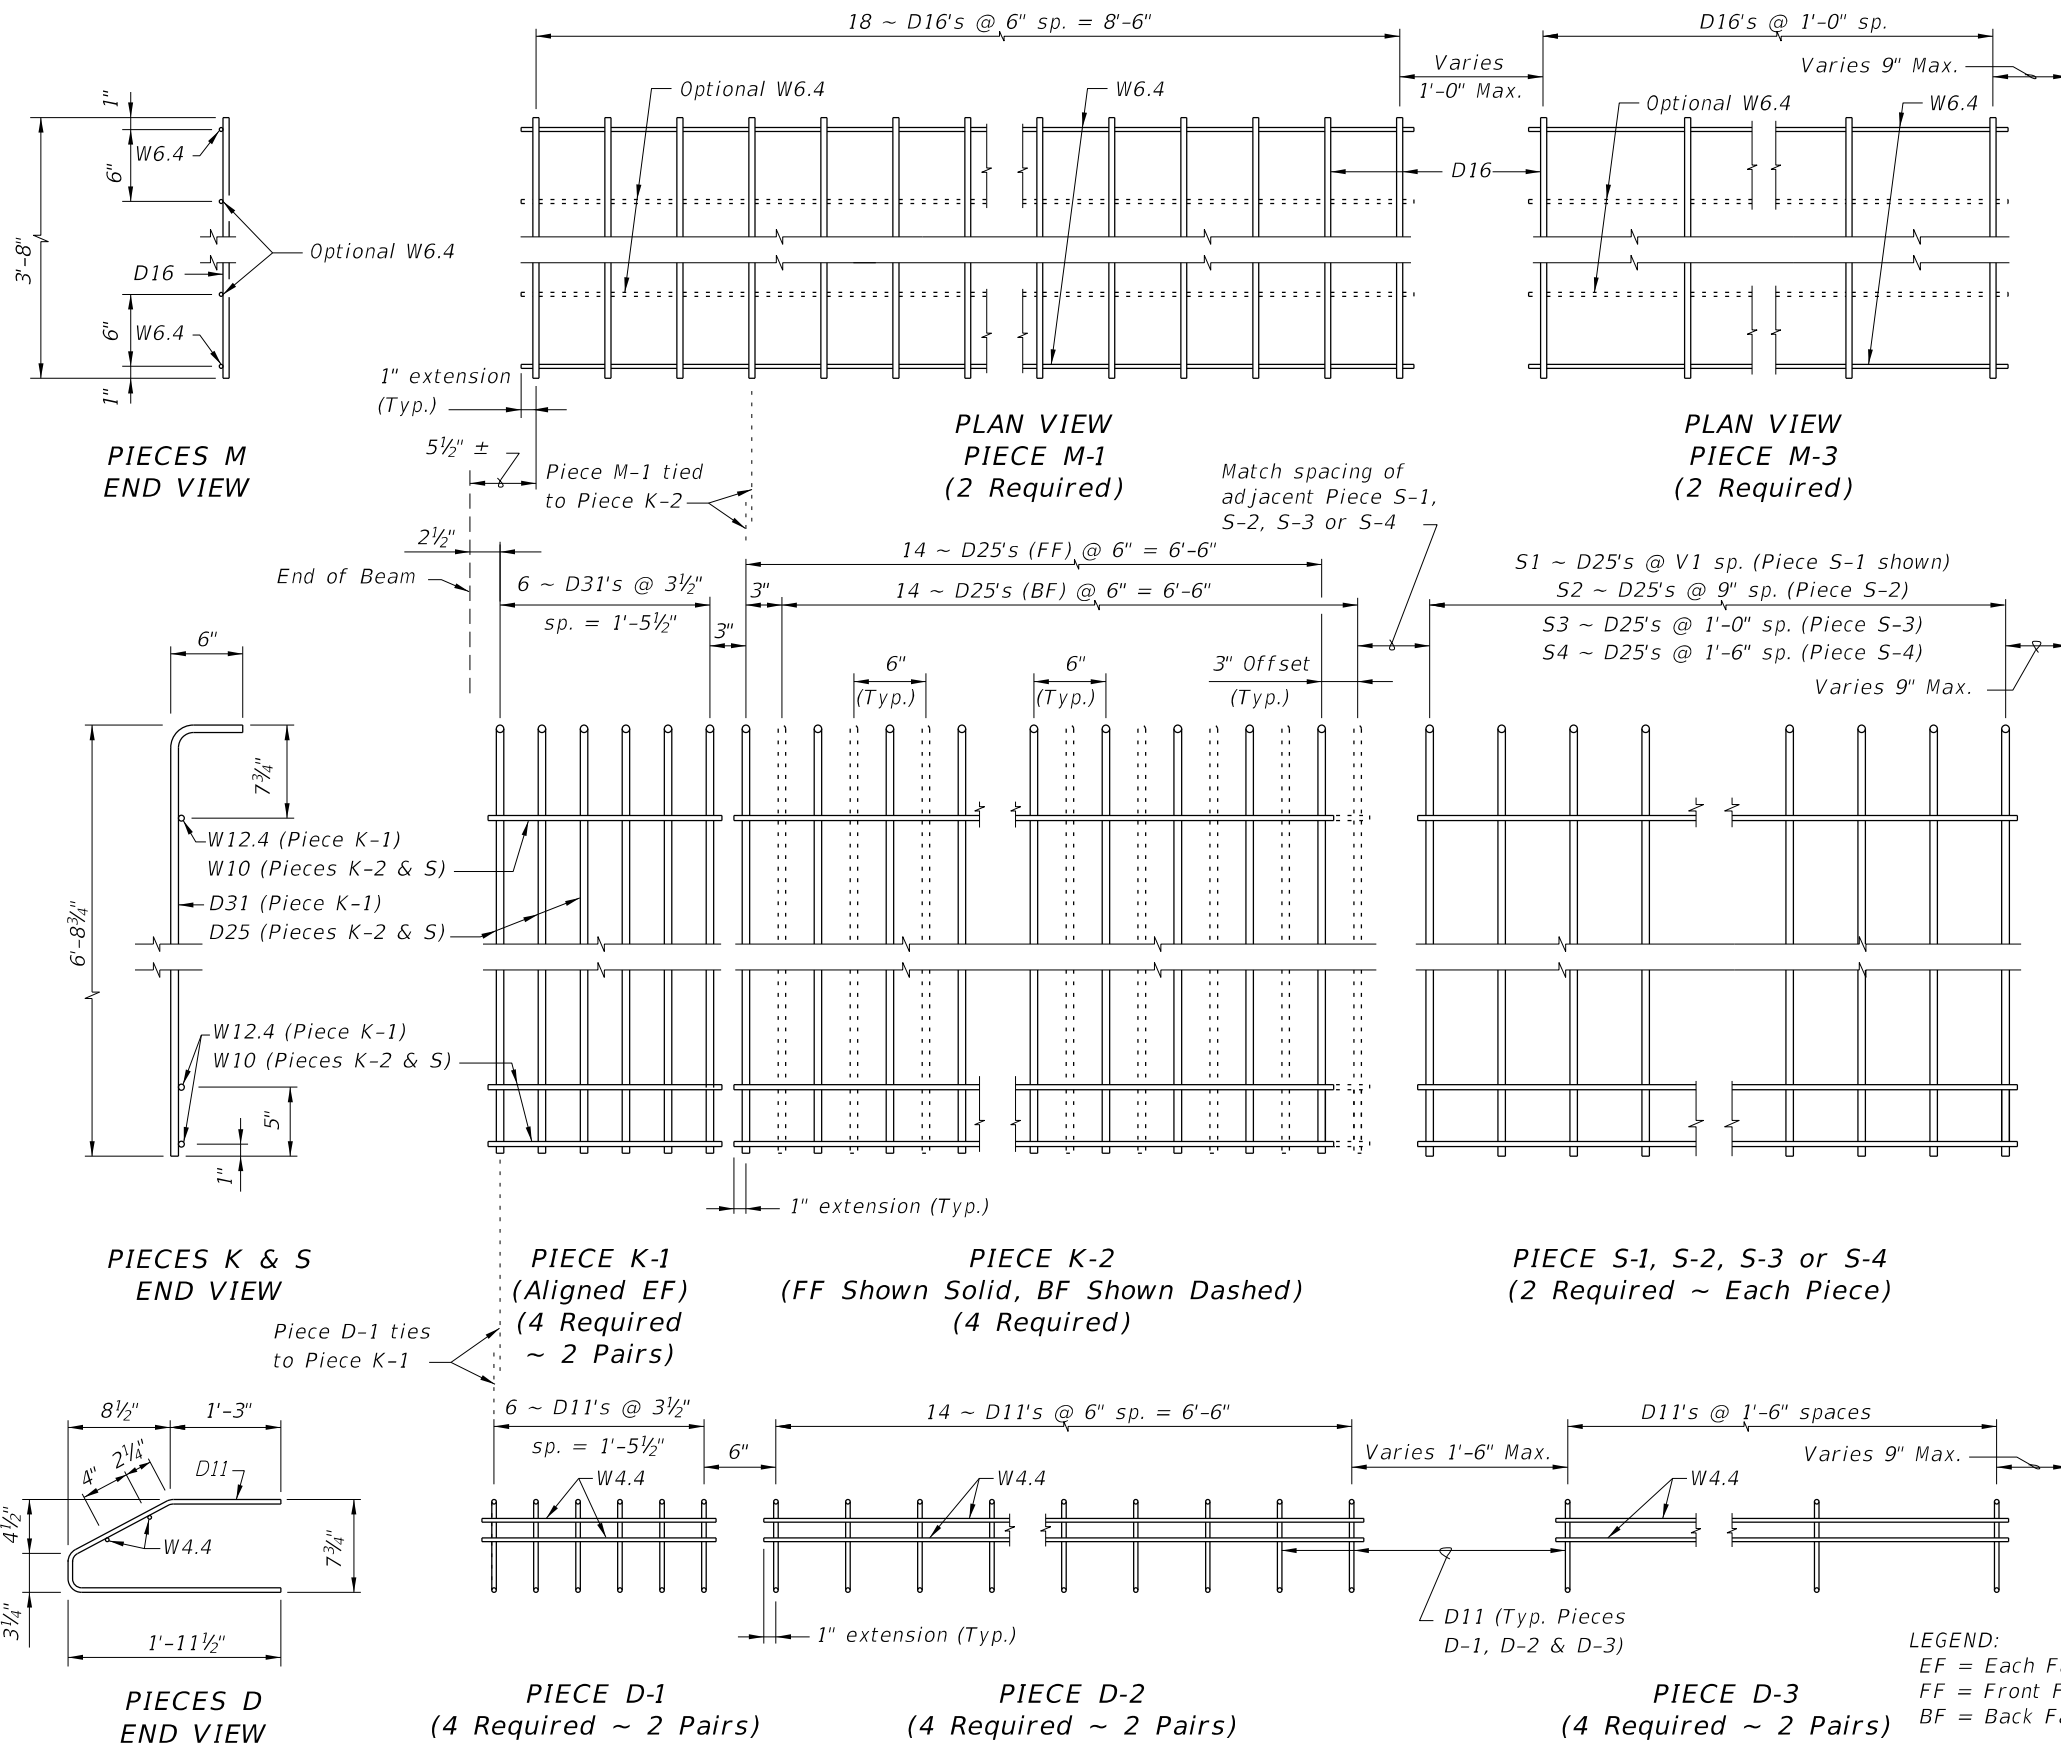 18 ~ D16's @ 6" sp. = 8'-6"
D16's @ 1'-0" sp.
Varies
1'-0" Max.
Varies 9" Max.
Optional W6.4
W6.4
Optional W6.4
W6.4
1"
W6.4
6"
3'-8"
D16
Optional W6.4
D16
6"
W6.4
1"
1" extension
(Typ.)
PIECES M
END VIEW
5½" ±
Piece M-1 tied
to Piece K-2
PLAN VIEW
PIECE M-1
(2 Required)
PLAN VIEW
PIECE M-3
(2 Required)
Match spacing of
adjacent Piece S-1,
S-2, S-3 or S-4
2½"
End of Beam
6 ~ D31's @ 3½"
sp. = 1'-5½"
3"
3"
14 ~ D25's (FF) @ 6" = 6'-6"
14 ~ D25's (BF) @ 6" = 6'-6"
S1 ~ D25's @ V1 sp. (Piece S-1 shown)
S2 ~ D25's @ 9" sp. (Piece S-2)
S3 ~ D25's @ 1'-0" sp. (Piece S-3)
S4 ~ D25's @ 1'-6" sp. (Piece S-4)
6"
(Typ.)
6"
(Typ.)
3" Offset
(Typ.)
Varies 9" Max.
6"
7¾"
6'-8¾"
W12.4 (Piece K-1)
W10 (Pieces K-2 & S)
D31 (Piece K-1)
D25 (Pieces K-2 & S)
W12.4 (Piece K-1)
W10 (Pieces K-2 & S)
5"
1"
1" extension (Typ.)
PIECES K & S
END VIEW
PIECE K-1
(Aligned EF)
(4 Required
~ 2 Pairs)
PIECE K-2
(FF Shown Solid, BF Shown Dashed)
(4 Required)
PIECE S-1, S-2, S-3 or S-4
(2 Required ~ Each Piece)
Piece D-1 ties
to Piece K-1
8½"
1'-3"
4"
2¼"
D11
4½"
W4.4
7¾"
3¼"
1'-11½"
6 ~ D11's @ 3½"
sp. = 1'-5½"
6"
W4.4
14 ~ D11's @ 6" sp. = 6'-6"
W4.4
Varies 1'-6" Max.
D11's @ 1'-6" spaces
Varies 9" Max.
W4.4
1" extension (Typ.)
D11 (Typ. Pieces
D-1, D-2 & D-3)
LEGEND:
EF = Each
FF = Front
BF = Back
PIECES D
END VIEW
PIECE D-1
(4 Required ~ 2 Pairs)
PIECE D-2
(4 Required ~ 2 Pairs)
PIECE D-3
(4 Required ~ 2 Pairs)